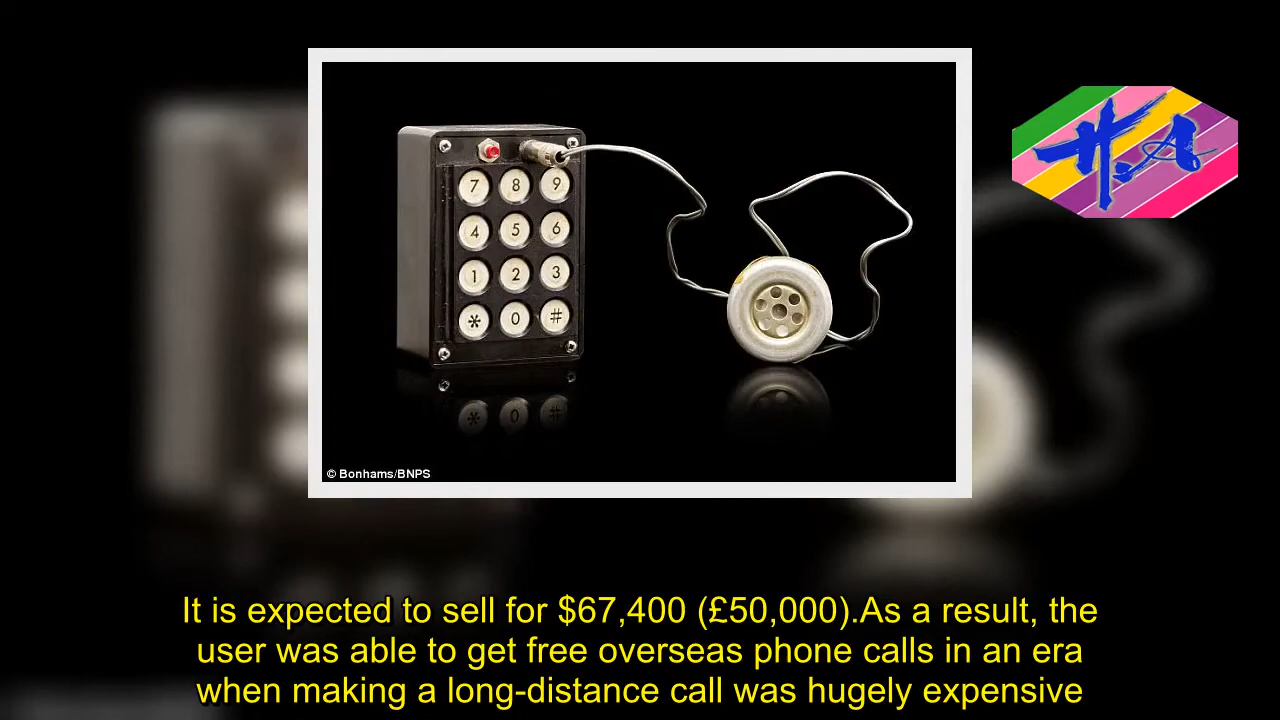 H.A
7 8 9
4 5 6
1 2 3
* 0 #
* 0 #
© Bonhams/BNPS
It is expected to sell for $67,400 (£50,000).As a result, the
user was able to get free overseas phone calls in an era
when making a long-distance call was hugely expensive